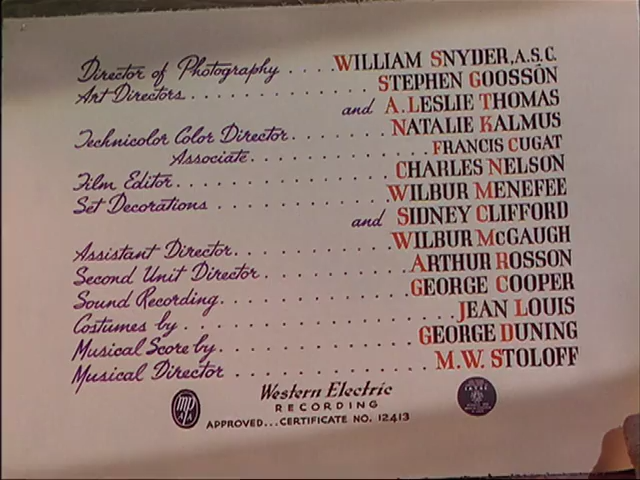 Director of Photography .... WILLIAM SNYDER, A.S.C.
Art Directors .............. STEPHEN GOOSSÓN
and A. LESLIE THOMAS
Technicolor Color Director .......... NATALIE KALMUS
Associate .............. FRANCIS CUGAT
Film Editor .................. CHARLES NELSON
Set Decorations .............. WILBUR MENEFEE
and SIDNEY CLIFFORD
Assistant Director ............ WILBUR McGAUGH
Second Unit Director .......... ARTHUR ROSSON
Sound Recording .............. GEORGE COOPER
Costumes by .................. JEAN LOUIS
Musical Score by .............. GEORGE DUNING
Musical Director .............. M.W. STOLOFF
Western Electric
RECORDING
APPROVED...CERTIFICATE NO. 12413